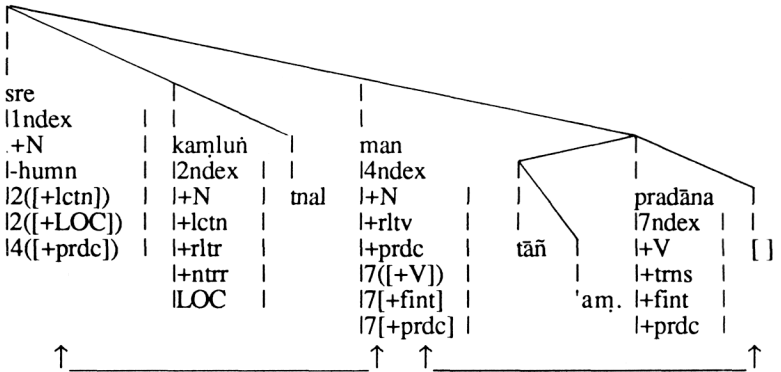 sre
1ndex
.+N
-humn
2([+lctn])
2([+LOC])
4([+prdc])
kaṃluṅ
2ndex
+N
+lctn
+rltr
+ntrr
LOC
tnal
man
4ndex
+N
+rltv
+prdc
7([+V])
7[+fint]
7[+prdc]
tāñ
'aṃ.
pradāna
7ndex
+V
+trns
+fint
+prdc
[ ]